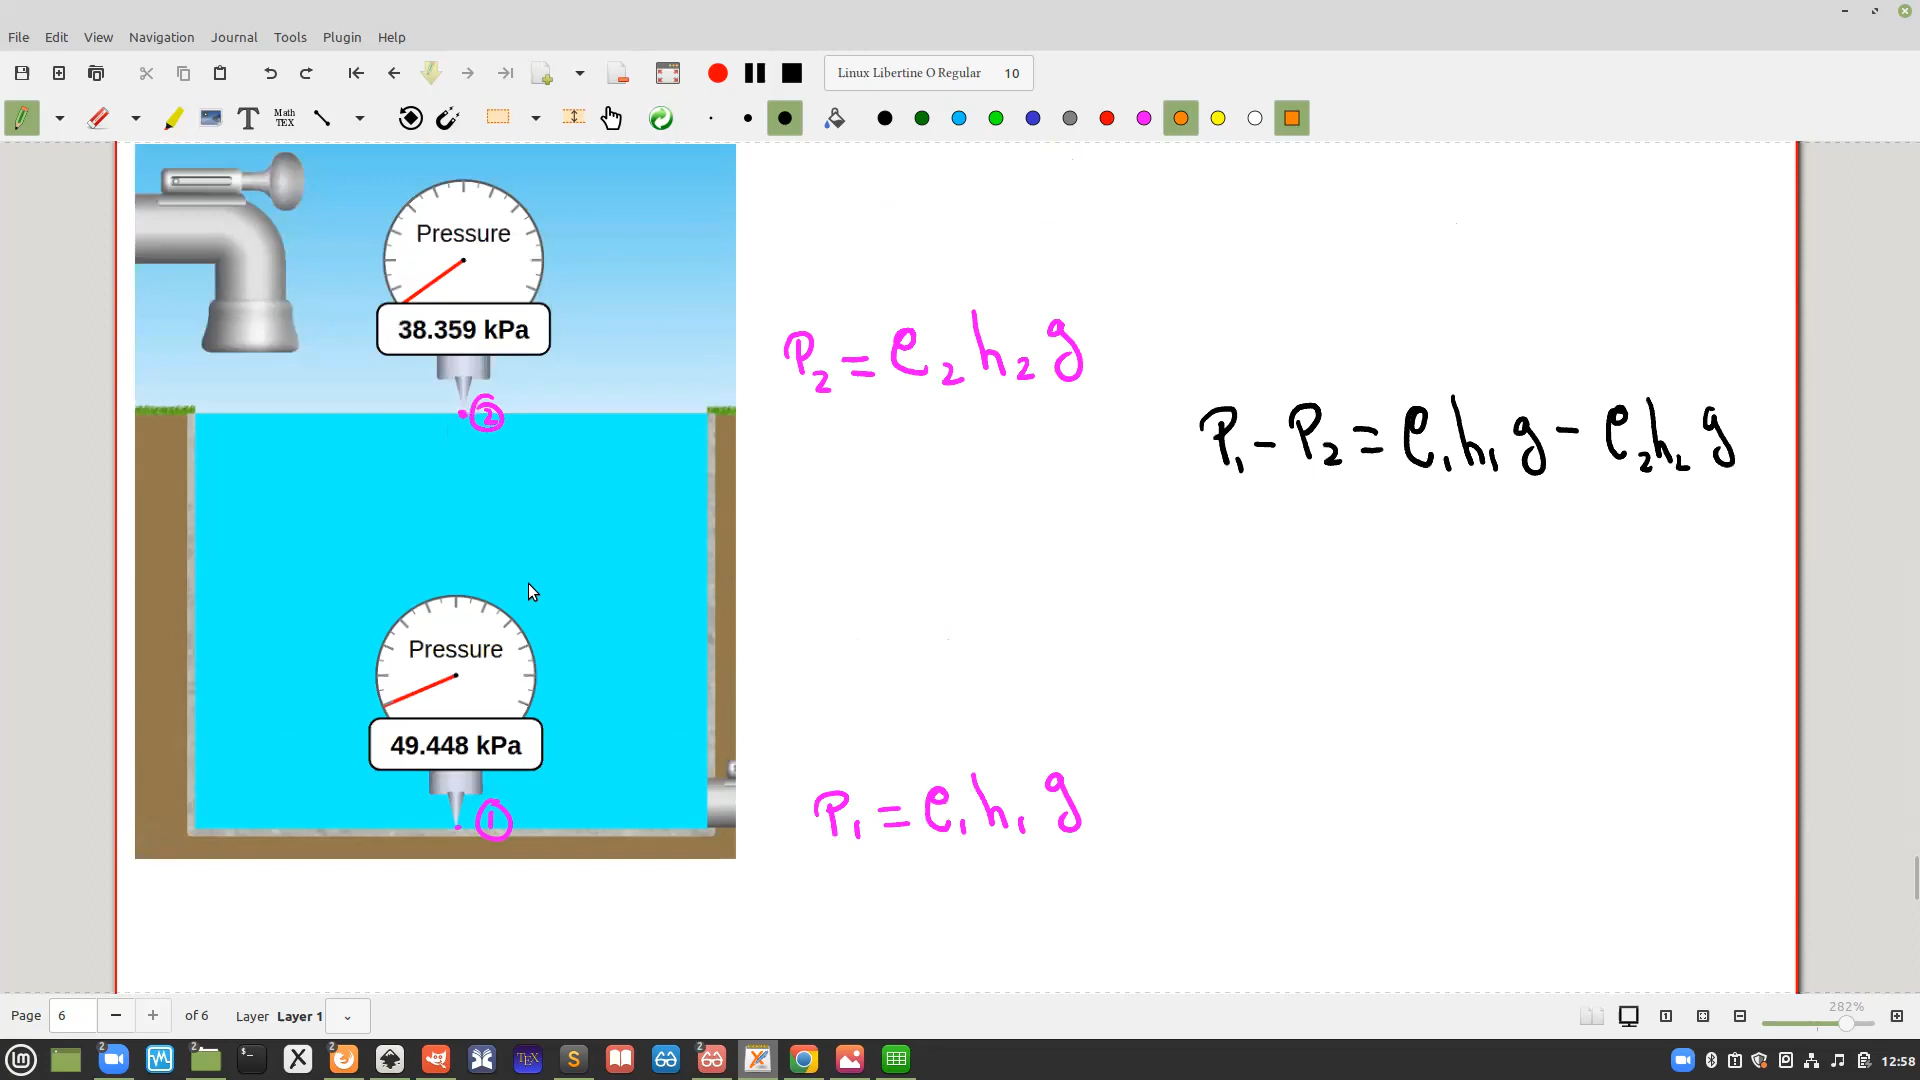 File Edit View Navigation Journal Tools Plugin Help
Linux Libertine O Regular 10
T Math TEX
Pressure
38.359 kPa
2
P₂ = ρ₂h₂g
P₁ - P₂ = ρ₁h₁g - ρ₂h₂g
Pressure
49.448 kPa
1
P₁ = ρ₁h₁g
Page 6 of 6 Layer Layer 1 282%
12:58